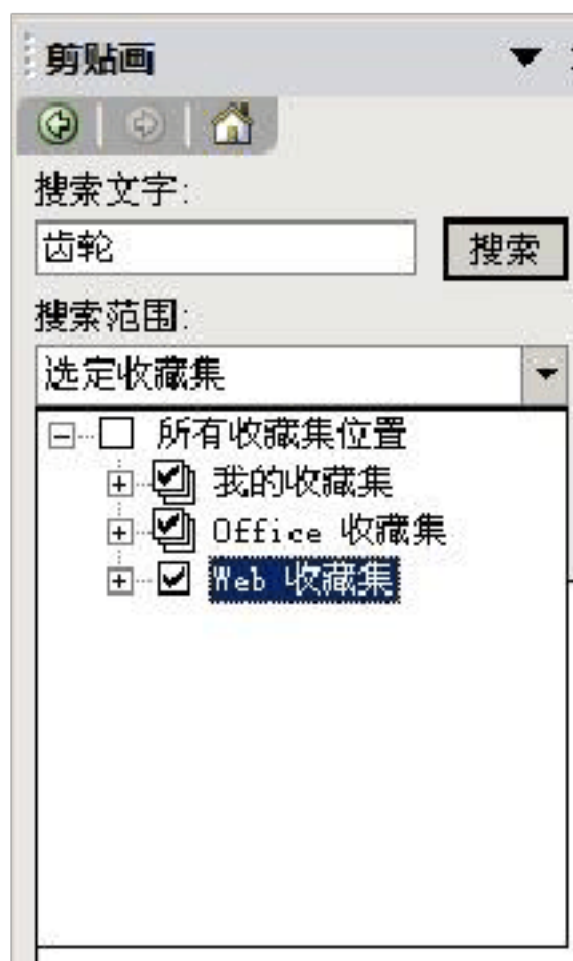 剪贴画
搜索文字:
齿轮 搜索
搜索范围:
选定收藏集
所有收藏集位置
我的收藏集
Office 收藏集
Web 收藏集